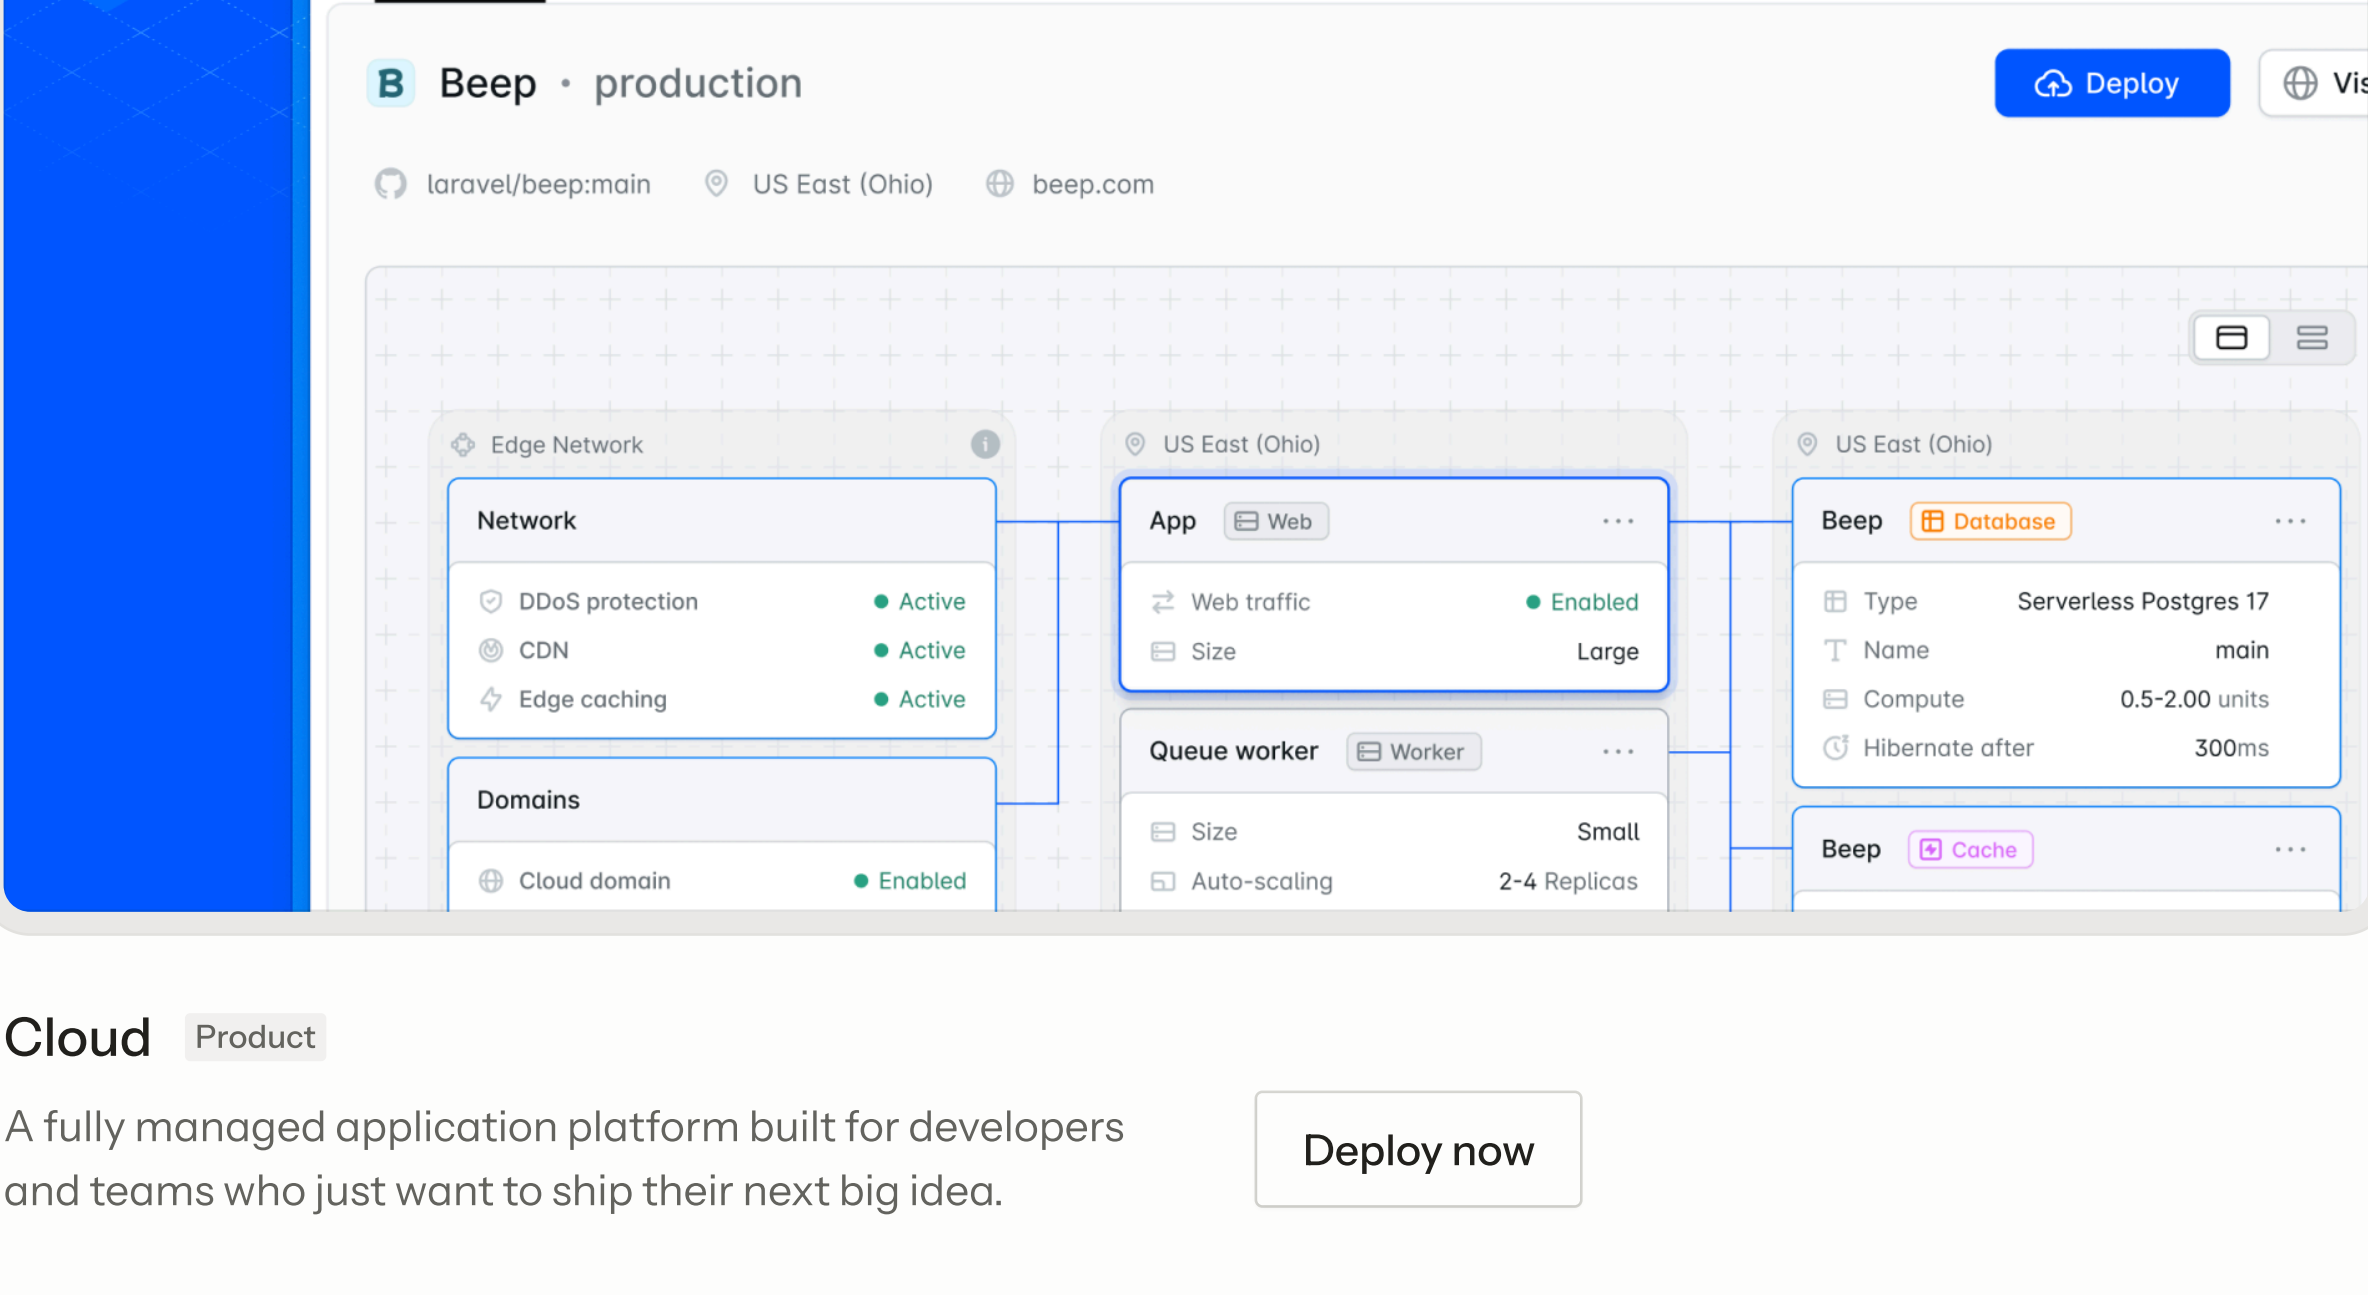 B Beep • production
Deploy
Vis
laravel/beep:main US East (Ohio) beep.com
Edge Network
Network
DDoS protection Active
CDN Active
Edge caching Active
Domains
Cloud domain Enabled
US East (Ohio)
App Web
Web traffic Enabled
Size Large
Queue worker Worker
Size Small
Auto-scaling 2-4 Replicas
US East (Ohio)
Beep Database
Type Serverless Postgres 17
Name main
Compute 0.5-2.00 units
Hibernate after 300ms
Beep Cache
Cloud Product
A fully managed application platform built for developers
and teams who just want to ship their next big idea.
Deploy now